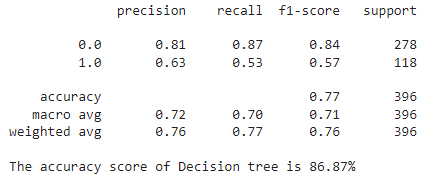 precision recall f1-score support
0.0 0.81 0.87 0.84 278
1.0 0.63 0.53 0.57 118
accuracy 0.77 396
macro avg 0.72 0.70 0.71 396
weighted avg 0.76 0.77 0.76 396
The accuracy score of Decision tree is 86.87%